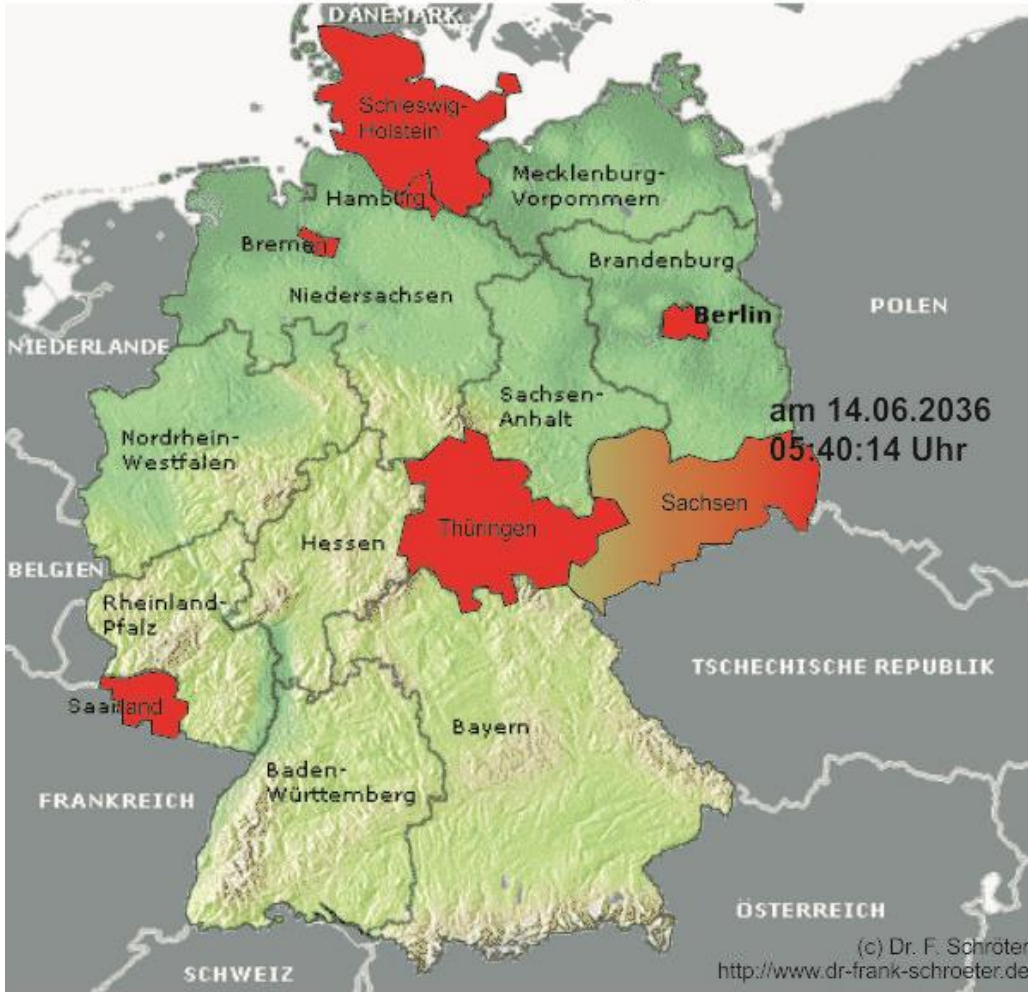 DÄNEMARK
Schleswig-
Holstein
Mecklenburg-
Vorpommern
Hamburg
Bremen
Brandenburg
Niedersachsen
Berlin
POLEN
NIEDERLANDE
Sachsen-
Anhalt
am 14.06.2036
05:40:14 Uhr
Nordrhein-
Westfalen
Sachsen
Thüringen
Hessen
BELGIEN
Rheinland-
Pfalz
TSCHECHISCHE REPUBLIK
Saarland
Bayern
Baden-
Württemberg
FRANKREICH
ÖSTERREICH
SCHWEIZ
(c) Dr. F. Schröter
http://www.dr-frank-schroeter.de